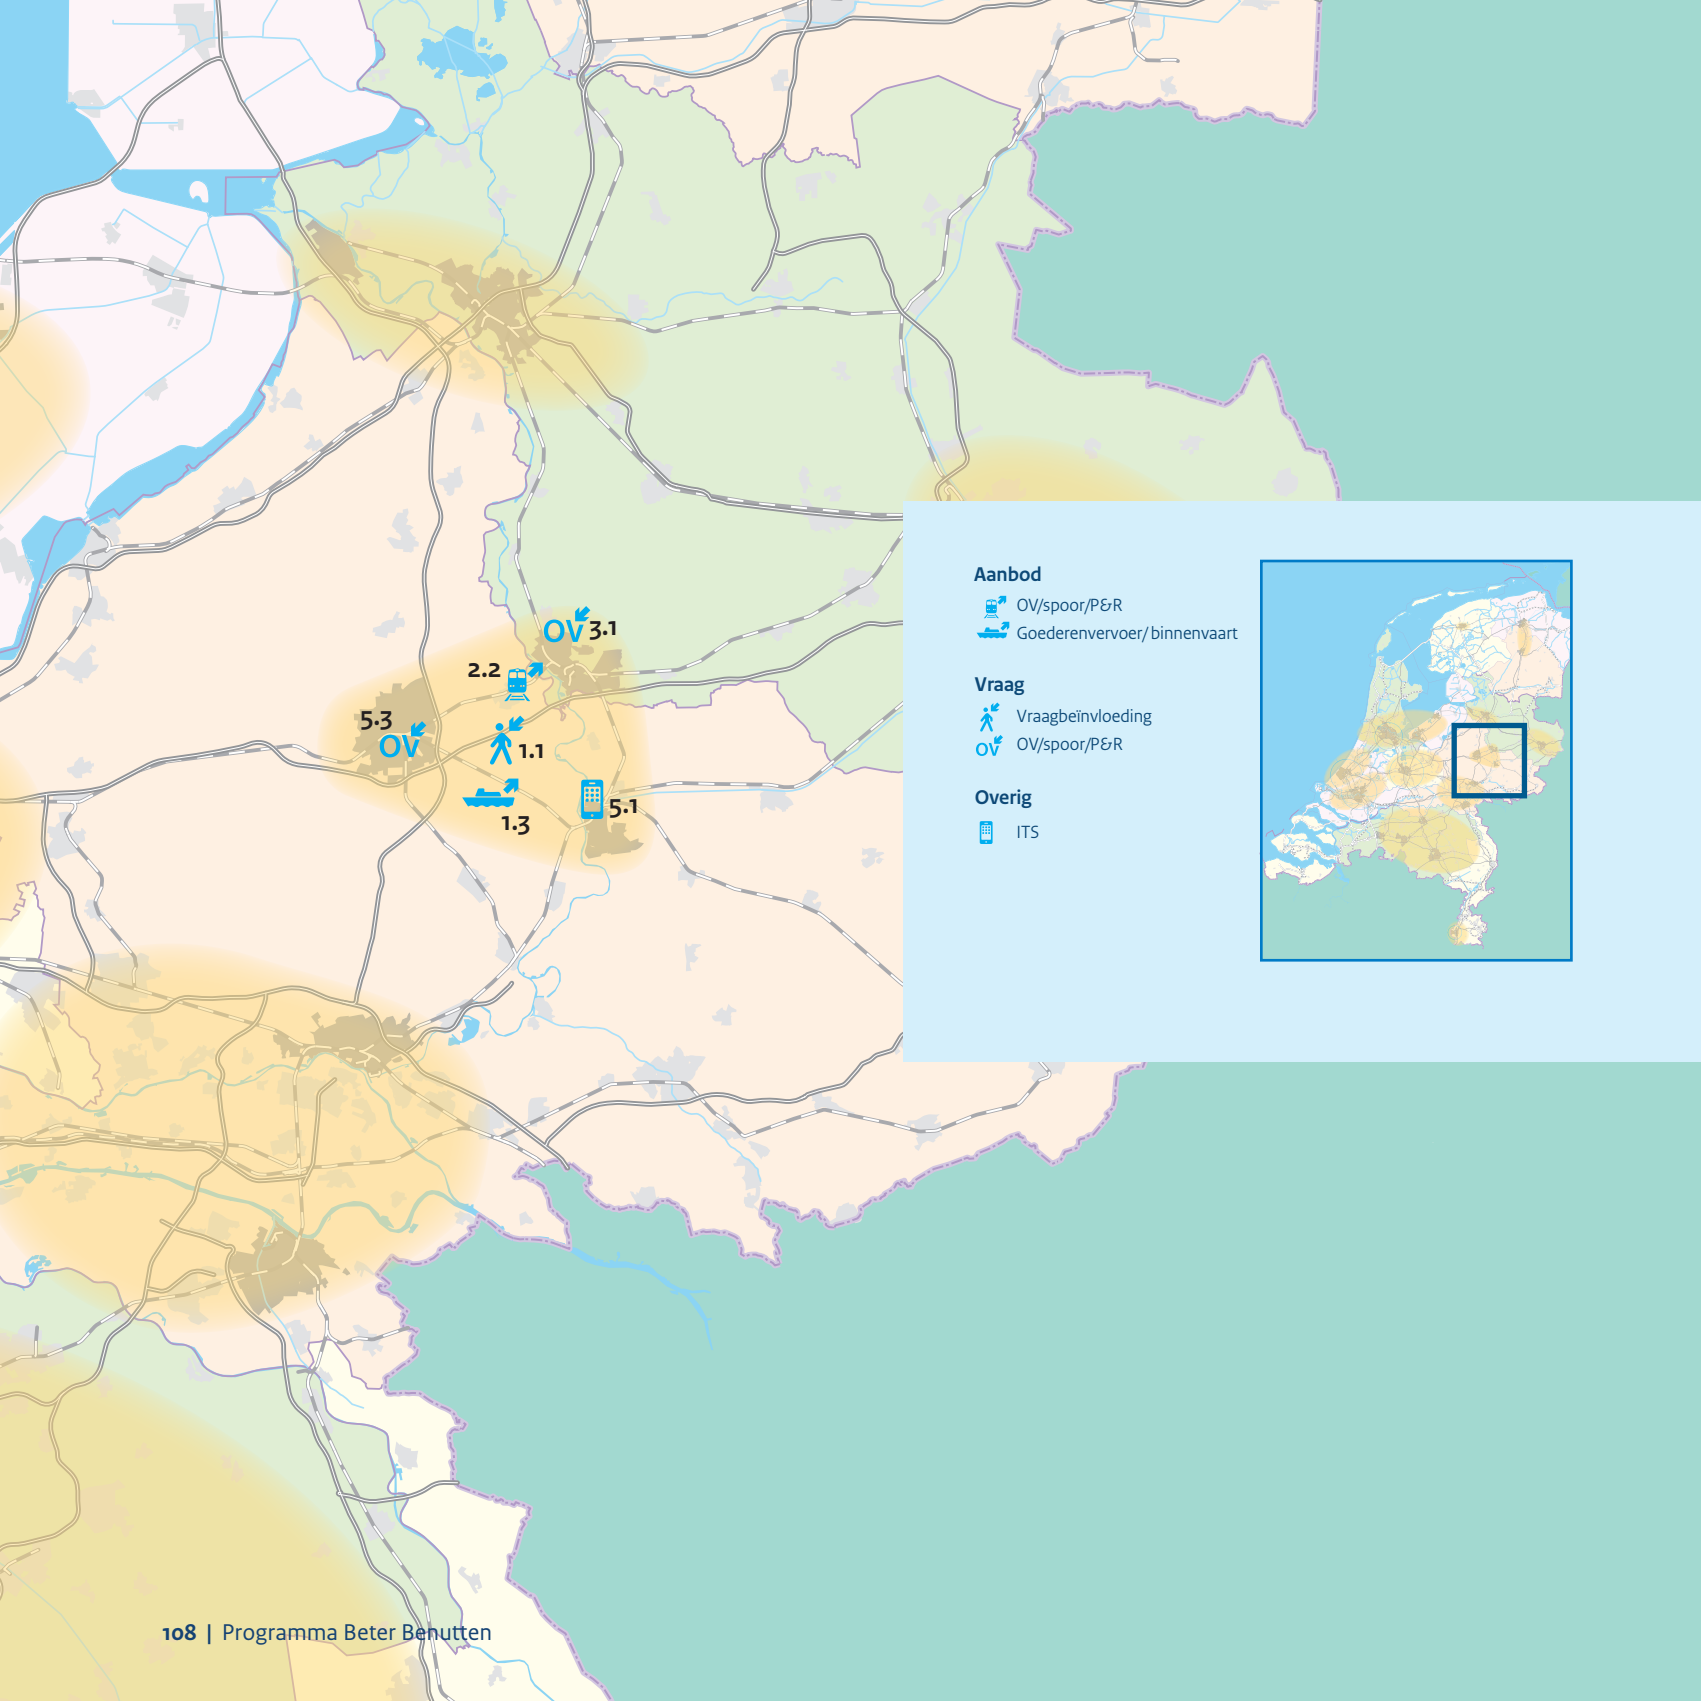 OV 3.1
2.2
5.3
OV
1.1
1.3
5.1
Aanbod
OV/spoor/P&R
Goederenvervoer/binnenvaart
Vraag
Vraagbeïnvloeding
OV OV/spoor/P&R
Overig
ITS
108 | Programma Beter Benutten